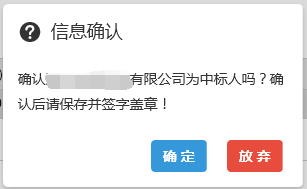 信息确认
确认有限公司为中标人吗？确
认后请保存并签字盖章！
确 定 放 弃